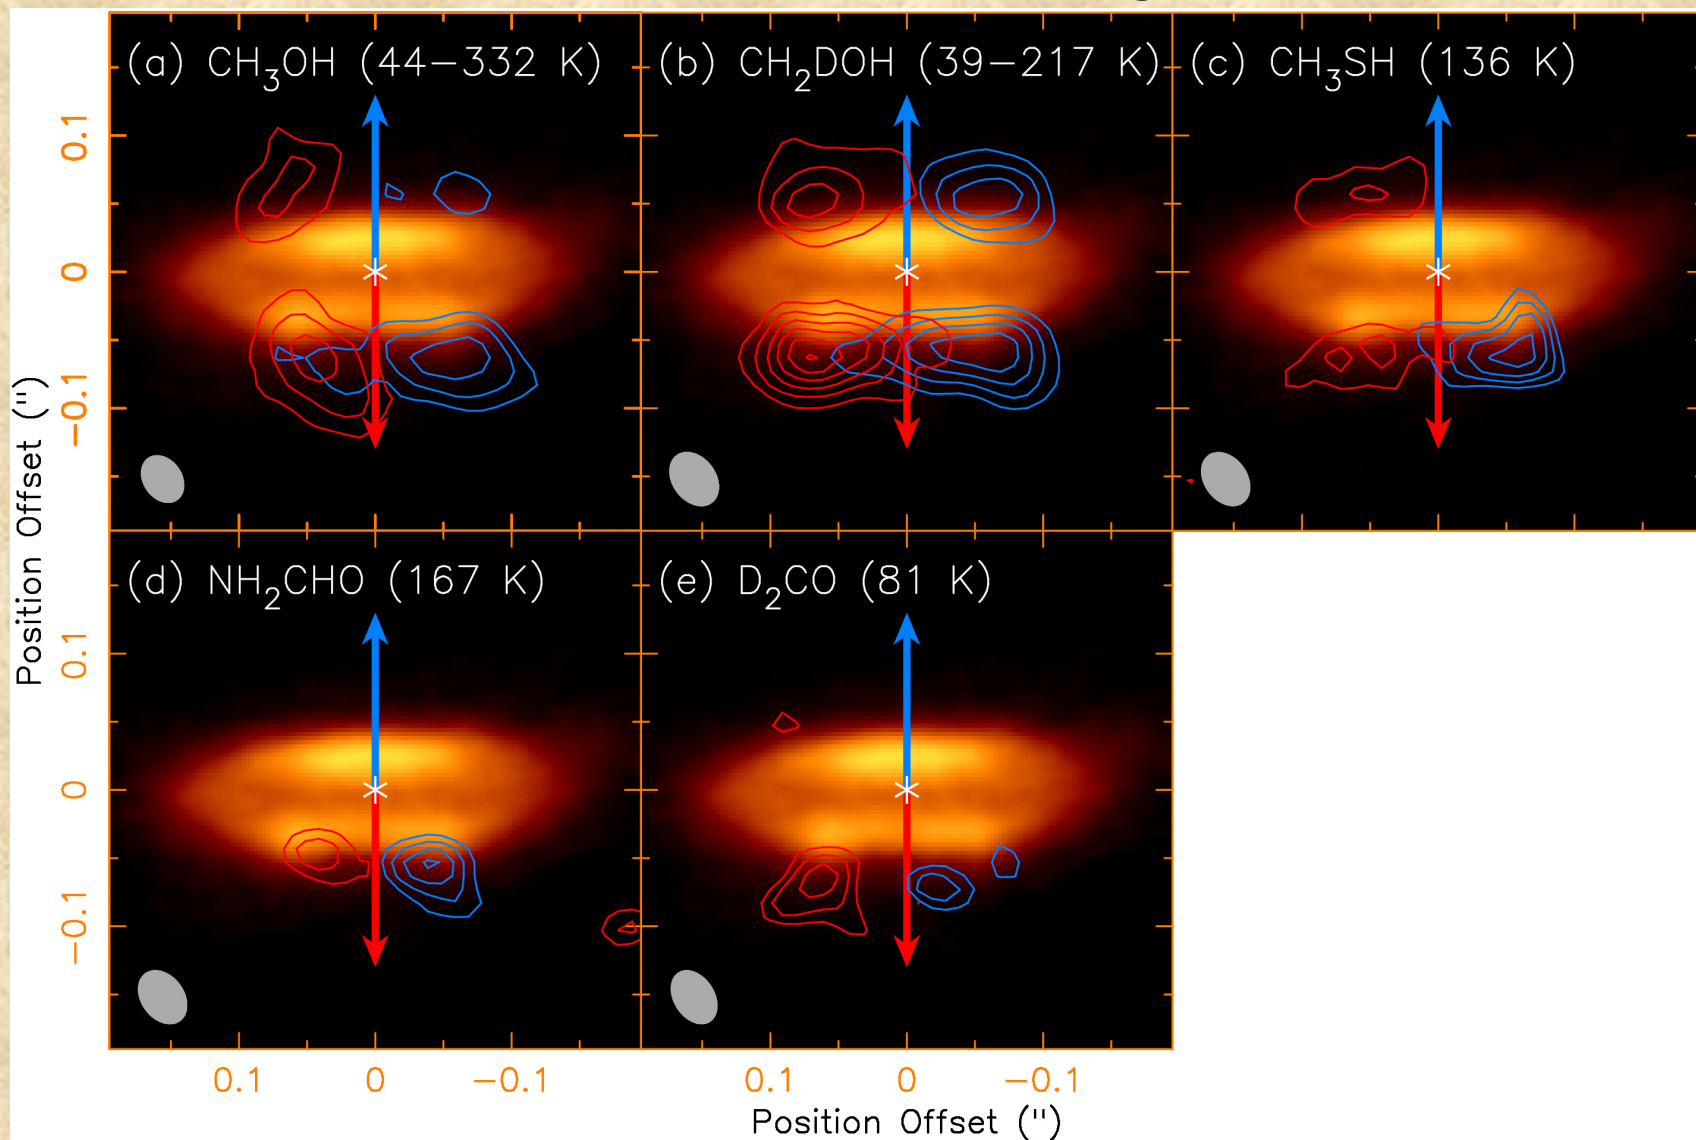 (a) CH₃OH (44−332 K)
(b) CH₂DOH (39−217 K)
(c) CH₃SH (136 K)
0.1
0
−0.1
Position Offset (")
(d) NH₂CHO (167 K)
(e) D₂CO (81 K)
0.1
0
−0.1
0.1
0
−0.1
0.1
0
−0.1
Position Offset (")